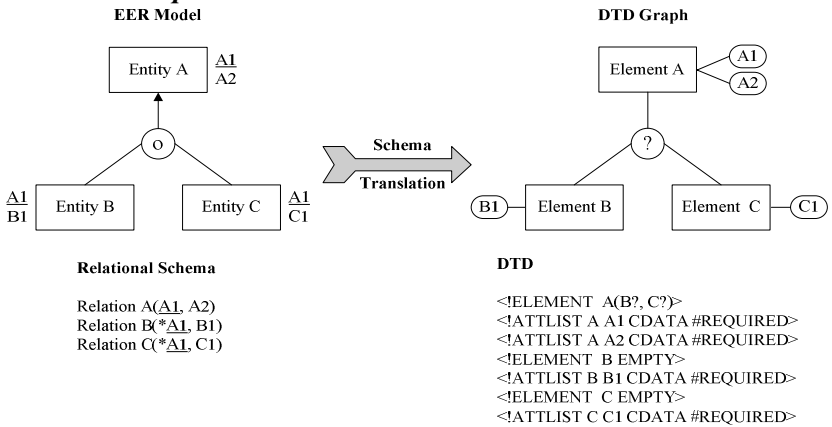 EER Model
DTD Graph
Entity A
A1
A2
Element A
A1
A2
o
Schema
Translation
?
A1
B1
Entity B
Entity C
A1
C1
B1
Element B
Element C
C1
Relational Schema
Relation A(A1, A2)
Relation B(*A1, B1)
Relation C(*A1, C1)
DTD
<!ELEMENT A(B?, C?)>
<!ATTLIST A A1 CDATA #REQUIRED>
<!ATTLIST A A2 CDATA #REQUIRED>
<!ELEMENT B EMPTY>
<!ATTLIST B B1 CDATA #REQUIRED>
<!ELEMENT C EMPTY>
<!ATTLIST C C1 CDATA #REQUIRED>